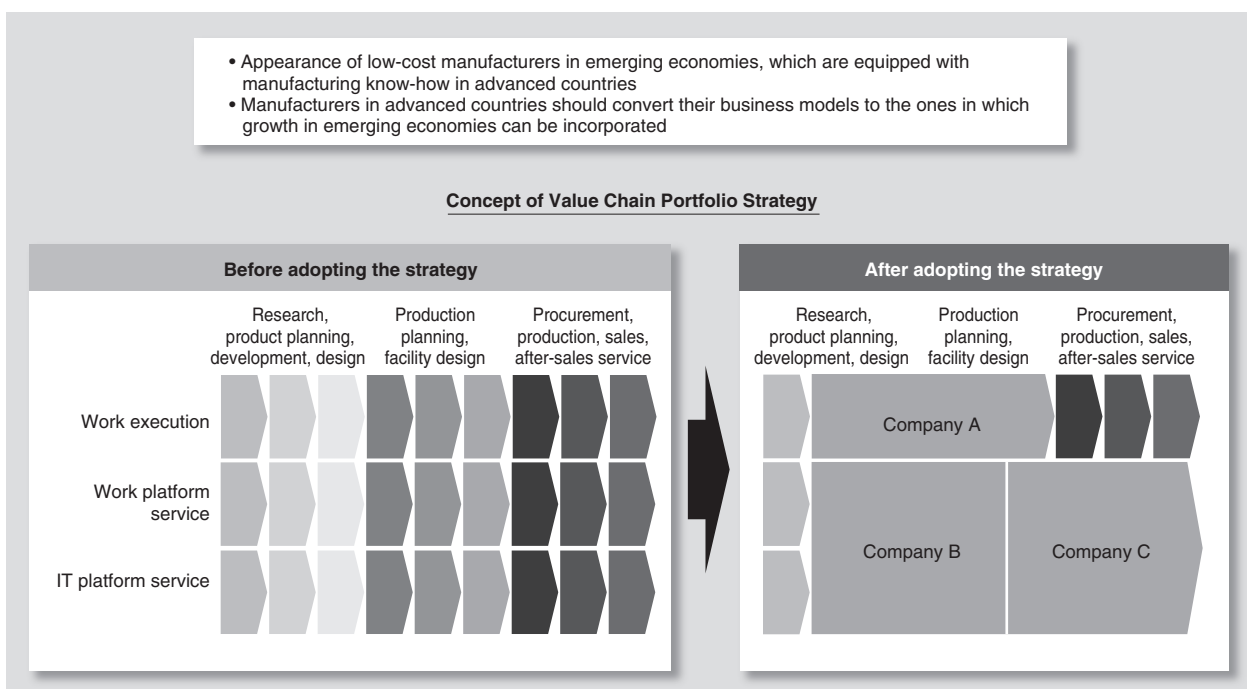 • Appearance of low-cost manufacturers in emerging economies, which are equipped with
manufacturing know-how in advanced countries
• Manufacturers in advanced countries should convert their business models to the ones in which
growth in emerging economies can be incorporated
Concept of Value Chain Portfolio Strategy
Before adopting the strategy
Research,
product planning,
development, design
Production
planning,
facility design
Procurement,
production, sales,
after-sales service
Work execution
Work platform
service
IT platform service
After adopting the strategy
Research,
product planning,
development, design
Production
planning,
facility design
Procurement,
production, sales,
after-sales service
Company A
Company B
Company C